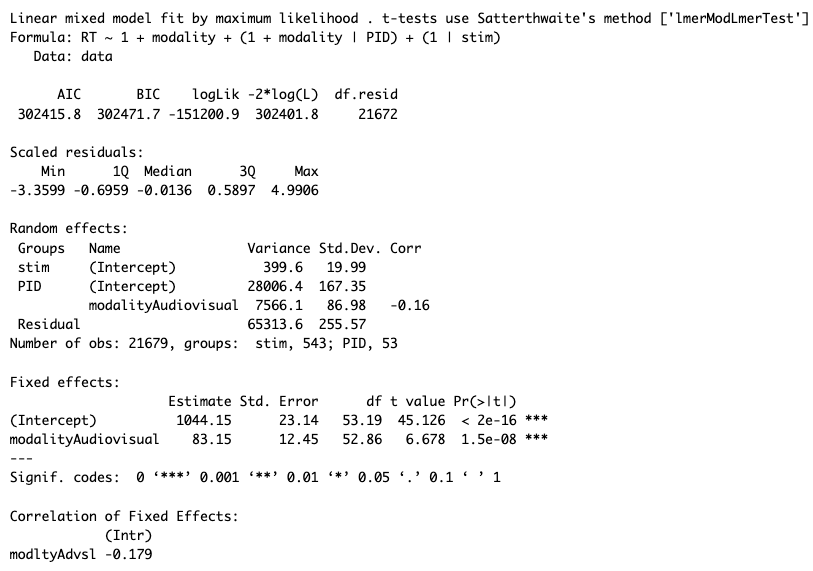 Linear mixed model fit by maximum likelihood . t-tests use Satterthwaite's method ['lmerModLmerTest']
Formula: RT ~ 1 + modality + (1 + modality | PID) + (1 | stim)
   Data: data

     AIC       BIC    logLik -2*log(L)  df.resid
302415.8  302471.7 -151200.9  302401.8     21672

Scaled residuals:
    Min      1Q  Median      3Q     Max
-3.3599 -0.6959 -0.0136  0.5897  4.9906

Random effects:
 Groups   Name                Variance Std.Dev. Corr
 stim     (Intercept)           399.6   19.99
 PID      (Intercept)         28006.4  167.35
          modalityAudiovisual  7566.1   86.98   -0.16
 Residual                     65313.6  255.57
Number of obs: 21679, groups:  stim, 543; PID, 53

Fixed effects:
                    Estimate Std. Error      df t value Pr(>|t|)
(Intercept)          1044.15      23.14   53.19  45.126  < 2e-16 ***
modalityAudiovisual    83.15      12.45   52.86   6.678  1.5e-08 ***
---
Signif. codes:  0 ‘***’ 0.001 ‘**’ 0.01 ‘*’ 0.05 ‘.’ 0.1 ‘ ’ 1

Correlation of Fixed Effects:
            (Intr)
modltyAdvsl -0.179